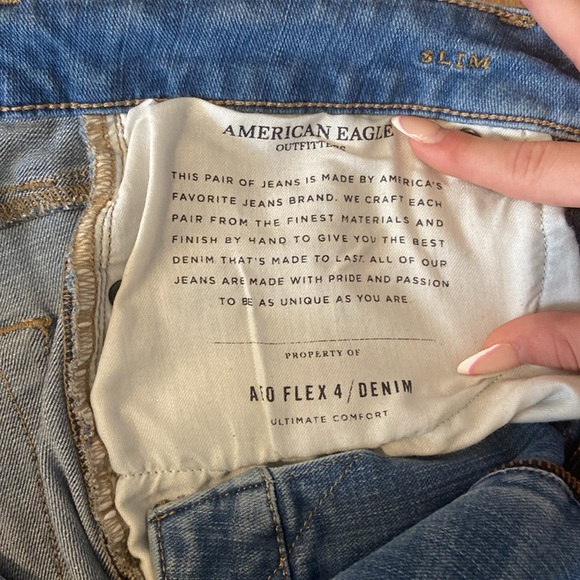 SLIM
AMERICAN EAGLE
OUTFITTERS
THIS PAIR OF JEANS IS MADE BY AMERICA'S
FAVORITE JEANS BRAND. WE CRAFT EACH
PAIR FROM THE FINEST MATERIALS AND
FINISH BY HAND TO GIVE YOU THE BEST
DENIM THAT'S MADE TO LAST. ALL OF OUR
JEANS ARE MADE WITH PRIDE AND PASSION
TO BE AS UNIQUE AS YOU ARE.
PROPERTY OF
AEO FLEX 4/DENIM
ULTIMATE COMFORT